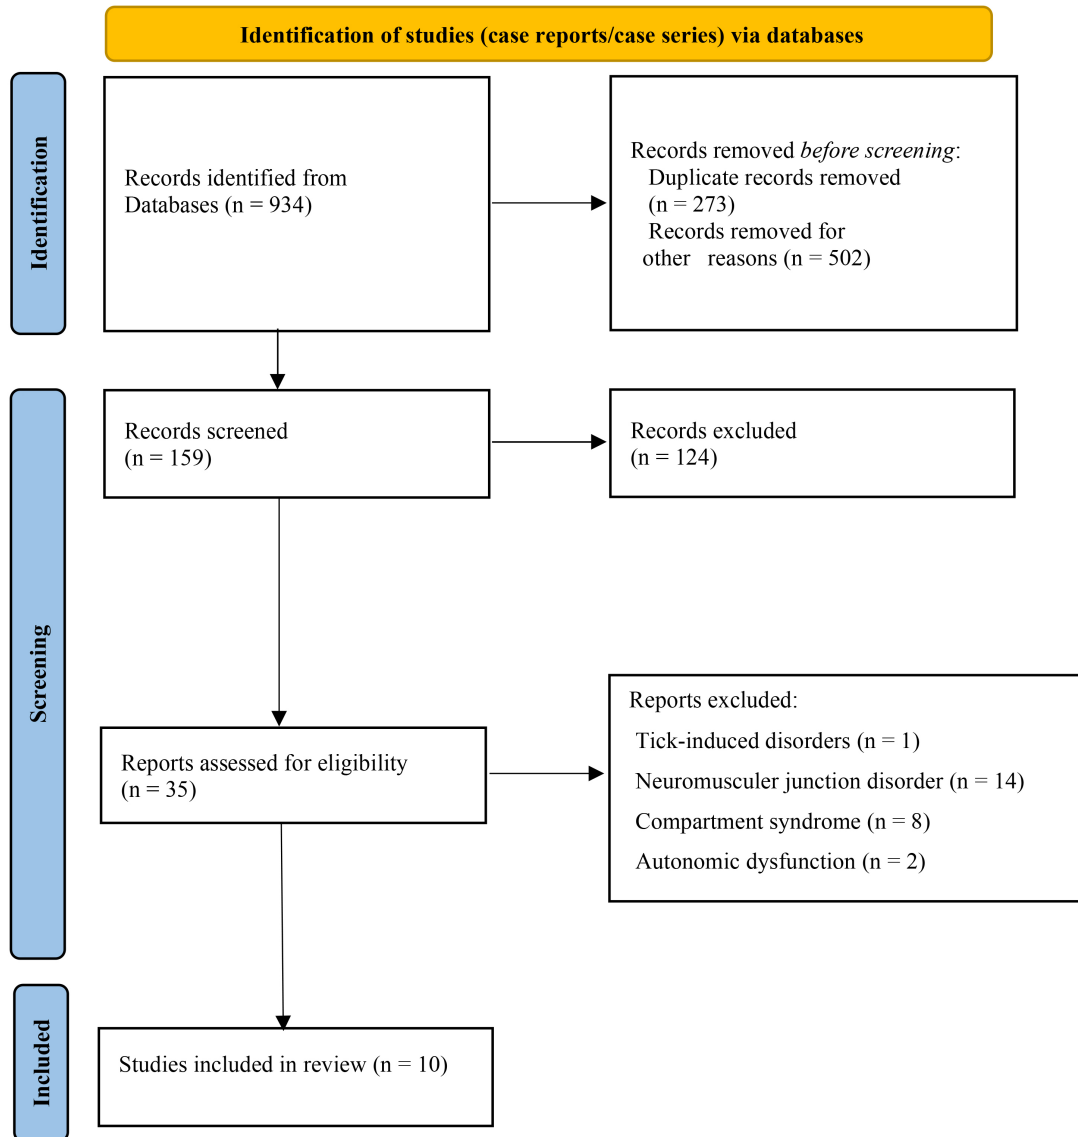 Identification of studies (case reports/case series) via databases
Identification
Records identified from
Databases (n = 934)
Records removed before screening:
Duplicate records removed
(n = 273)
Records removed for
other reasons (n = 502)
Screening
Records screened
(n = 159)
Records excluded
(n = 124)
Reports assessed for eligibility
(n = 35)
Reports excluded:
Tick-induced disorders (n = 1)
Neuromusculer junction disorder (n = 14)
Compartment syndrome (n = 8)
Autonomic dysfunction (n = 2)
Included
Studies included in review (n = 10)